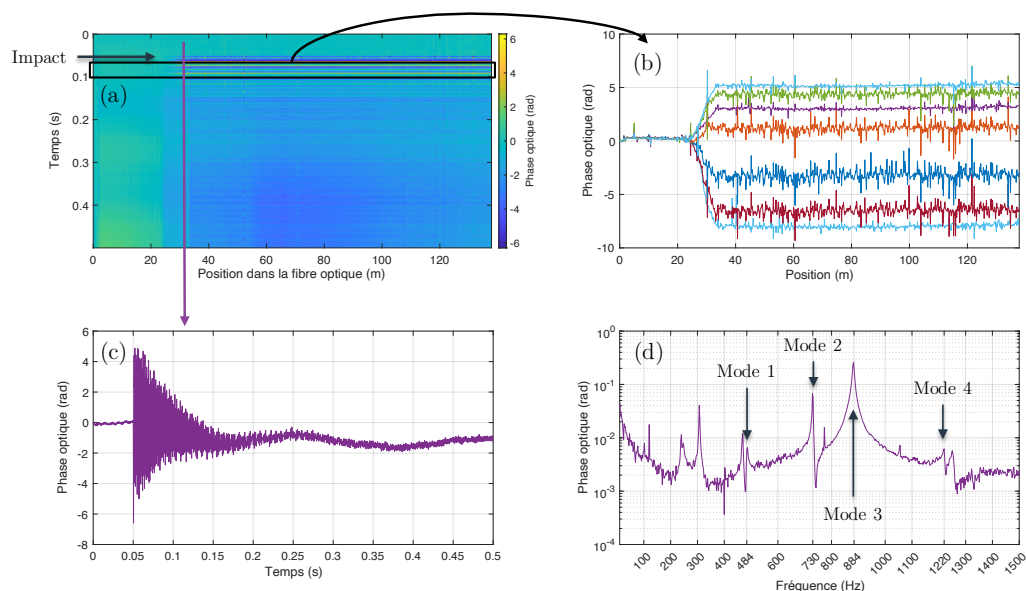 Impact
(a)
0
0.1
0.2
0.3
0.4
Temps (s)
0 20 40 60 80 100 120
Position dans la fibre optique (m)
6
4
2
0
-2
-4
-6
Phase optique (rad)
(b)
10
5
0
-5
-10
Phase optique (rad)
0 20 40 60 80 100 120
Position (m)
(c)
6
4
2
0
-2
-4
-6
-8
Phase optique (rad)
0 0.05 0.1 0.15 0.2 0.25 0.3 0.35 0.4 0.45 0.5
Temps (s)
(d)
Mode 1
Mode 2
Mode 3
Mode 4
10⁰
10⁻¹
10⁻²
10⁻³
10⁻⁴
Phase optique (rad)
100 200 300 400 484 600 730 800 884 1000 1100 1220 1300 1400 1500
Fréquence (Hz)